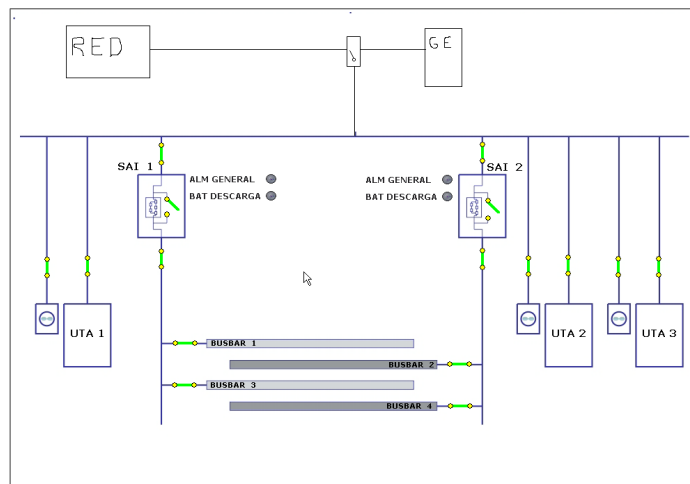 RED
GE
SAI 1
ALM GENERAL
BAT DESCARGA
ALM GENERAL
BAT DESCARGA
SAI 2
UTA 1
UTA 2
UTA 3
BUSBAR 1
BUSBAR 2
BUSBAR 3
BUSBAR 4